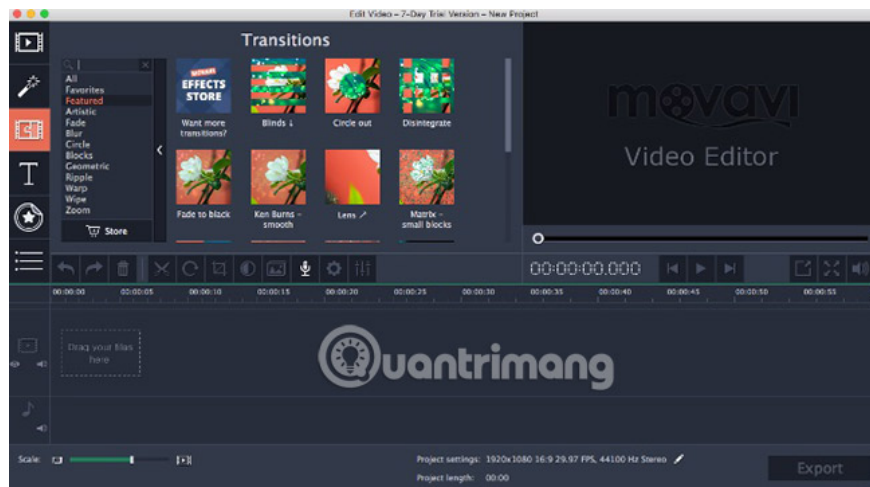 Edit Video – 7-Day Trial Version – New Project
Transitions
All
Favorites
Featured
Artistic
Fade
Blur
Circle
Blocks
Geometric
Ripple
Warp
Wipe
Zoom
Store
MOVAVI
EFFECTS
STORE
Want more
transitions?
Blinds ↓
Circle out
Disintegrate
Fade to black
Ken Burns –
smooth
Lens ↗
Matrix –
small blocks
movavi
Video Editor
00:00:00.000
00:00:00 00:00:05 00:00:10 00:00:15 00:00:20 00:00:25 00:00:30 00:00:35 00:00:40 00:00:45 00:00:50 00:00:55
Drag your files
here
Quantrimang
Scale:
Project settings: 1920x1080 16:9 29.97 FPS, 44100 Hz Stereo
Project length: 00:00
Export